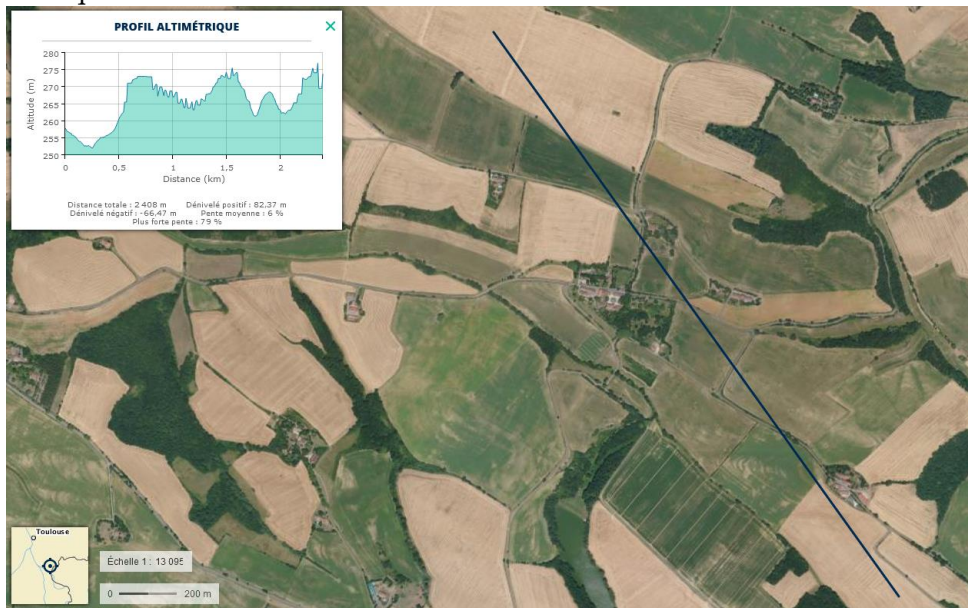 PROFIL ALTIMÉTRIQUE ×
280
275
270
265
260
255
250
Altitude (m)
0 0.5 1 1.5 2
Distance (km)
Distance totale : 2 408 m Dénivelé positif : 82,37 m
Dénivelé négatif : -66,47 m Pente moyenne : 6 %
Plus forte pente : 79 %
Toulouse
Échelle 1 : 13 095
0 200 m